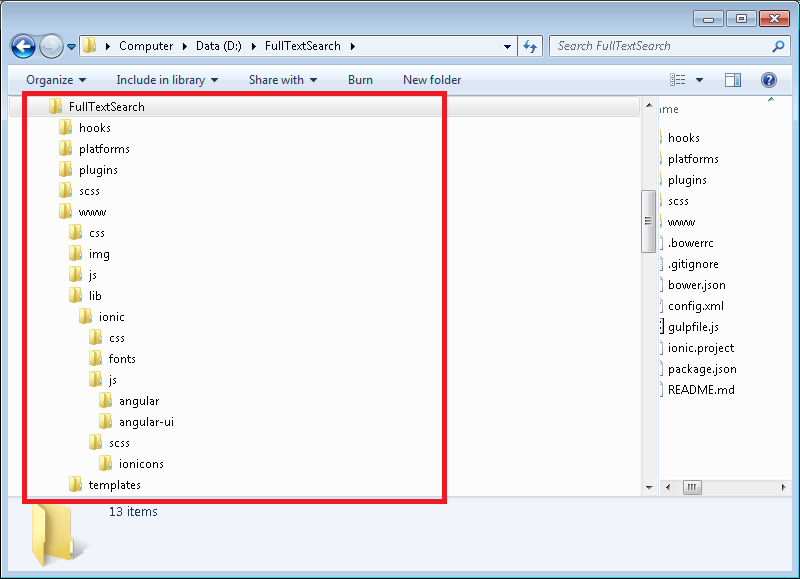 Computer Data (D:) FullTextSearch
Search FullTextSearch
Organize Include in library Share with Burn New folder
FullTextSearch
hooks
platforms
plugins
scss
www
css
img
js
lib
ionic
css
fonts
js
angular
angular-ui
scss
ionicons
templates
me
hooks
platforms
plugins
scss
www
.bowerrc
.gitignore
bower.json
config.xml
gulpfile.js
ionic.project
package.json
README.md
13 items